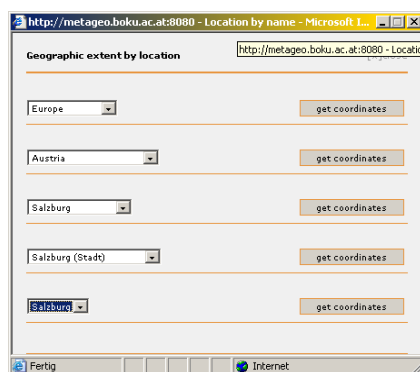 http://metageo.boku.ac.at:8080 - Location by name - Microsoft I...
Geographic extent by location
http://metageo.boku.ac.at:8080 - Locatio
Europe get coordinates
Austria get coordinates
Salzburg get coordinates
Salzburg (Stadt) get coordinates
Salzburg get coordinates
Fertig Internet